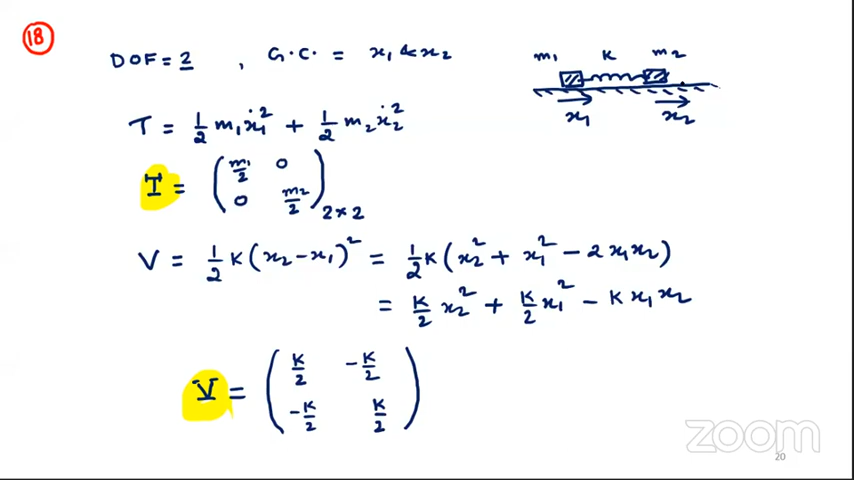 18
DOF = 2 , G.C. = x₁ & x₂
m₁ K m₂
x₁ x₂
T = 1/2 m₁ẋ₁² + 1/2 m₂ẋ₂²
T = (m₁/2 0
0 m₂/2)₂ₓ₂
V = 1/2 K(x₂ − x₁)² = 1/2 K(x₂² + x₁² − 2x₁x₂)
= K/2 x₂² + K/2 x₁² − K x₁x₂
V = (K/2 −K/2
−K/2 K/2)
zoom
20